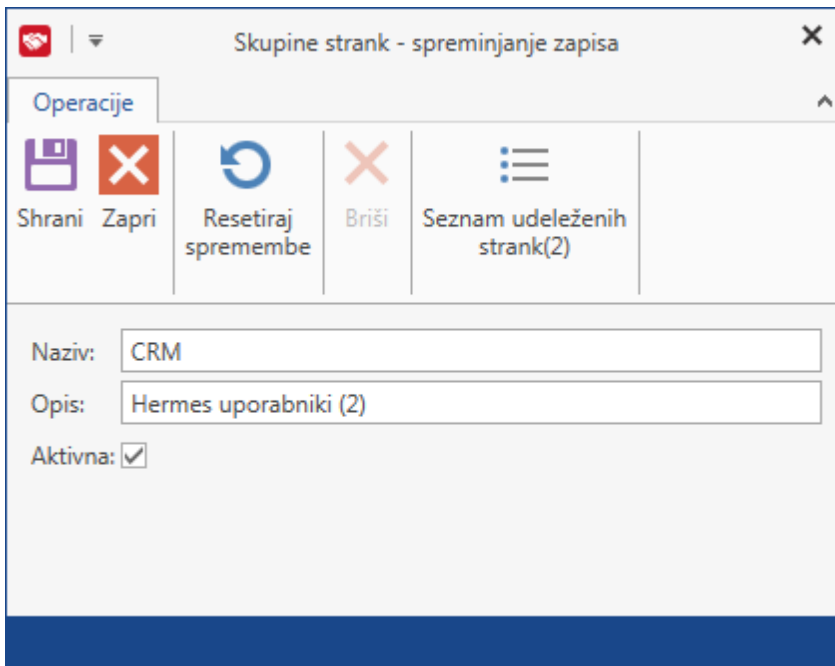 Skupine strank - spreminjanje zapisa
Operacije
Shrani
Zapri
Resetiraj
spremembe
Briši
Seznam udeleženih
strank(2)
Naziv: CRM
Opis: Hermes uporabniki (2)
Aktivna: